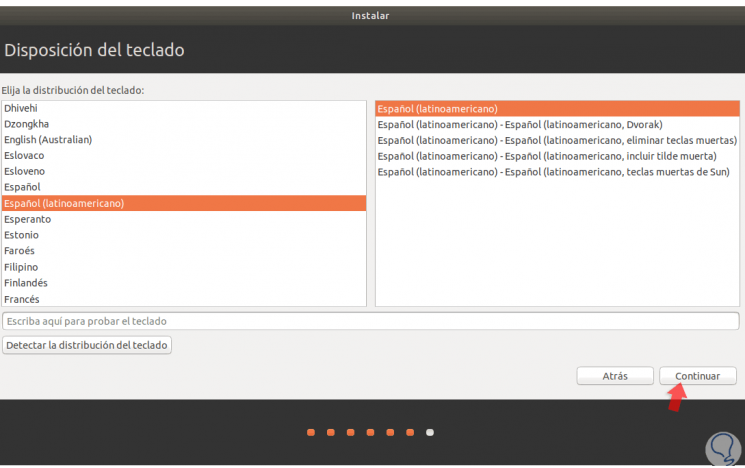 Instalar
Disposición del teclado
Elija la distribución del teclado:
Dhivehi
Dzongkha
English (Australian)
Eslovaco
Esloveno
Español
Español (latinoamericano)
Esperanto
Estonio
Faroés
Filipino
Finlandés
Francés
Español (latinoamericano)
Español (latinoamericano) - Español (latinoamericano, Dvorak)
Español (latinoamericano) - Español (latinoamericano, eliminar teclas muertas)
Español (latinoamericano) - Español (latinoamericano, incluir tilde muerta)
Español (latinoamericano) - Español (latinoamericano, teclas muertas de Sun)
Escriba aquí para probar el teclado
Detectar la distribución del teclado
Atrás
Continuar